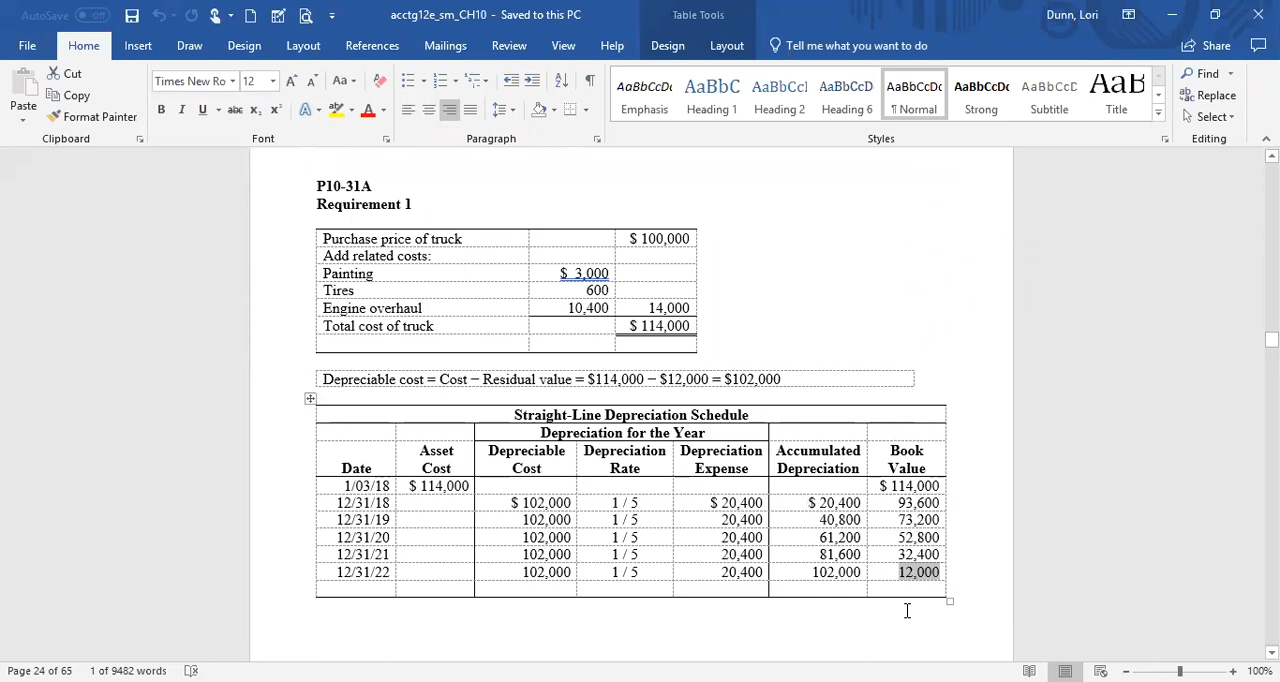 AutoSave Off acctg12e_sm_CH10 - Saved to this PC Table Tools Dunn, Lori
File Home Insert Draw Design Layout References Mailings Review View Help Design Layout Tell me what you want to do Share
Paste Cut Copy Format Painter
Clipboard
Times New Ro 12 Aa
B I U abc x₂ x² A A
Font
Paragraph
AaBbCcDc AaBbC AaBbCcI AaBbCcD AaBbCcDc AaBbCcDc AaBbCcD AaB
Emphasis Heading 1 Heading 2 Heading 6 ¶ Normal Strong Subtitle Title
Styles
Find
Replace
Select
Editing
P10-31A
Requirement 1
Purchase price of truck $ 100,000
Add related costs:
Painting $ 3,000
Tires 600
Engine overhaul 10,400 14,000
Total cost of truck $ 114,000
Depreciable cost = Cost − Residual value = $114,000 − $12,000 = $102,000
Straight-Line Depreciation Schedule
Depreciation for the Year
Asset Depreciable Depreciation Depreciation Accumulated Book
Date Cost Cost Rate Expense Depreciation Value
1/03/18 $ 114,000 $ 114,000
12/31/18 $ 102,000 1 / 5 $ 20,400 $ 20,400 93,600
12/31/19 102,000 1 / 5 20,400 40,800 73,200
12/31/20 102,000 1 / 5 20,400 61,200 52,800
12/31/21 102,000 1 / 5 20,400 81,600 32,400
12/31/22 102,000 1 / 5 20,400 102,000 12,000
Page 24 of 65 1 of 9482 words 100%